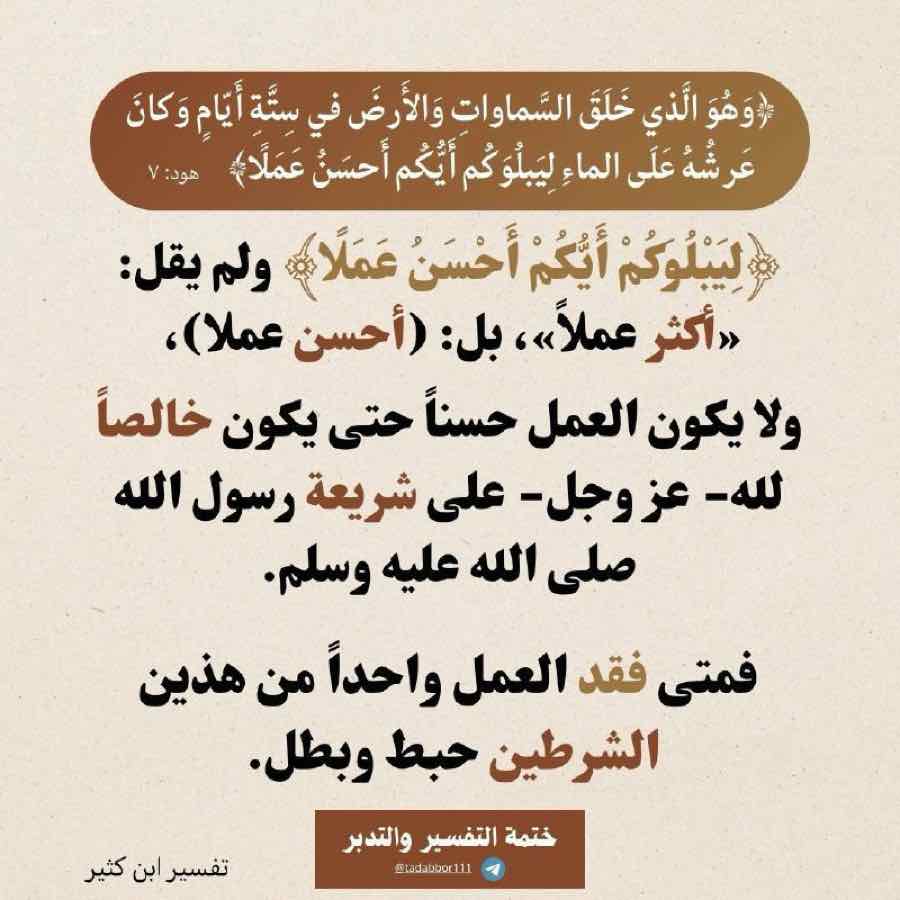 ﴿وَهُوَ الَّذي خَلَقَ السَّماواتِ وَالأَرضَ في سِتَّةِ أَيّامٍ وَكانَ
عَرشُهُ عَلَى الماءِ لِيَبلُوَكُم أَيُّكُم أَحسَنُ عَمَلًا﴾ هود: ٧
﴿لِيَبْلُوَكُمْ أَيُّكُمْ أَحْسَنُ عَمَلًا﴾ ولم يقل:
«أكثر عملاً»، بل: (أحسن عملا)،
ولا يكون العمل حسناً حتى يكون خالصاً
لله- عز وجل- على شريعة رسول الله
صلى الله عليه وسلم.
فمتى فقد العمل واحداً من هذين
الشرطين حبط وبطل.
ختمة التفسير والتدبر
@tadabbor111
تفسير ابن كثير